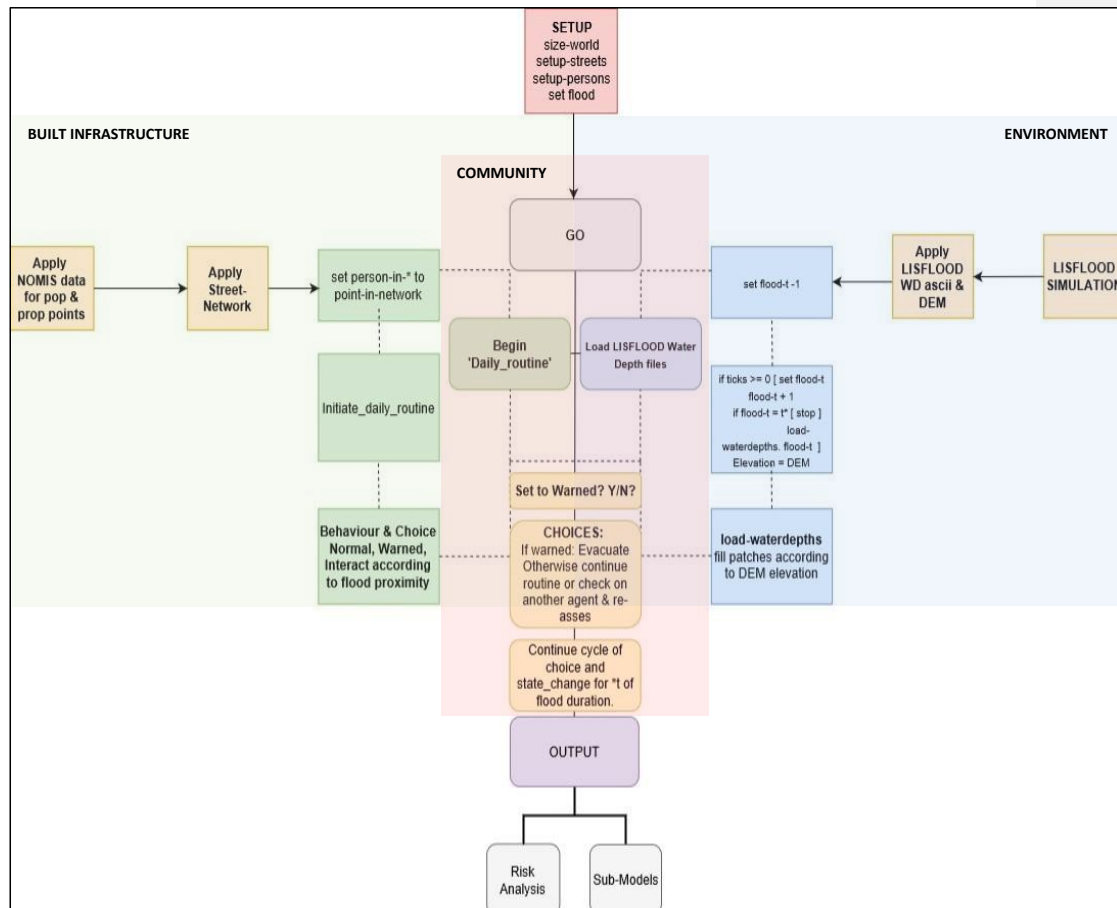 SETUP
size-world
setup-streets
setup-persons
set flood
BUILT INFRASTRUCTURE
ENVIRONMENT
COMMUNITY
GO
Apply
NOMIS data
for pop &
prop points
Apply
Street-
Network
set person-in-* to
point-in-network
set flood-t -1
Apply
LISFLOOD
WD ascii &
DEM
LISFLOOD
SIMULATION
Begin
'Daily_routine'
Load LISFLOOD Water
Depth files
Initiate_daily_routine
if ticks >= 0 [ set flood-t
flood-t + 1
if flood-t = t* [ stop ]
load-
waterdepths. flood-t ]
Elevation = DEM
Set to Warned? Y/N?
Behaviour & Choice
Normal, Warned,
Interact according
to flood proximity
CHOICES:
If warned: Evacuate
Otherwise continue
routine or check on
another agent & re-
asses
load-waterdepths
fill patches according
to DEM elevation
Continue cycle of
choice and
state_change for *t of
flood duration.
OUTPUT
Risk
Analysis
Sub-Models